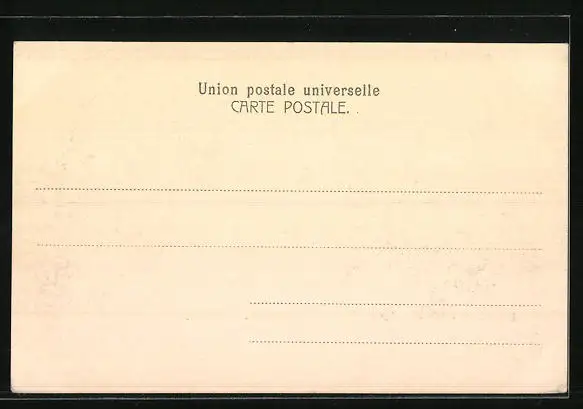 Union postale universelle
CARTE POSTALE.